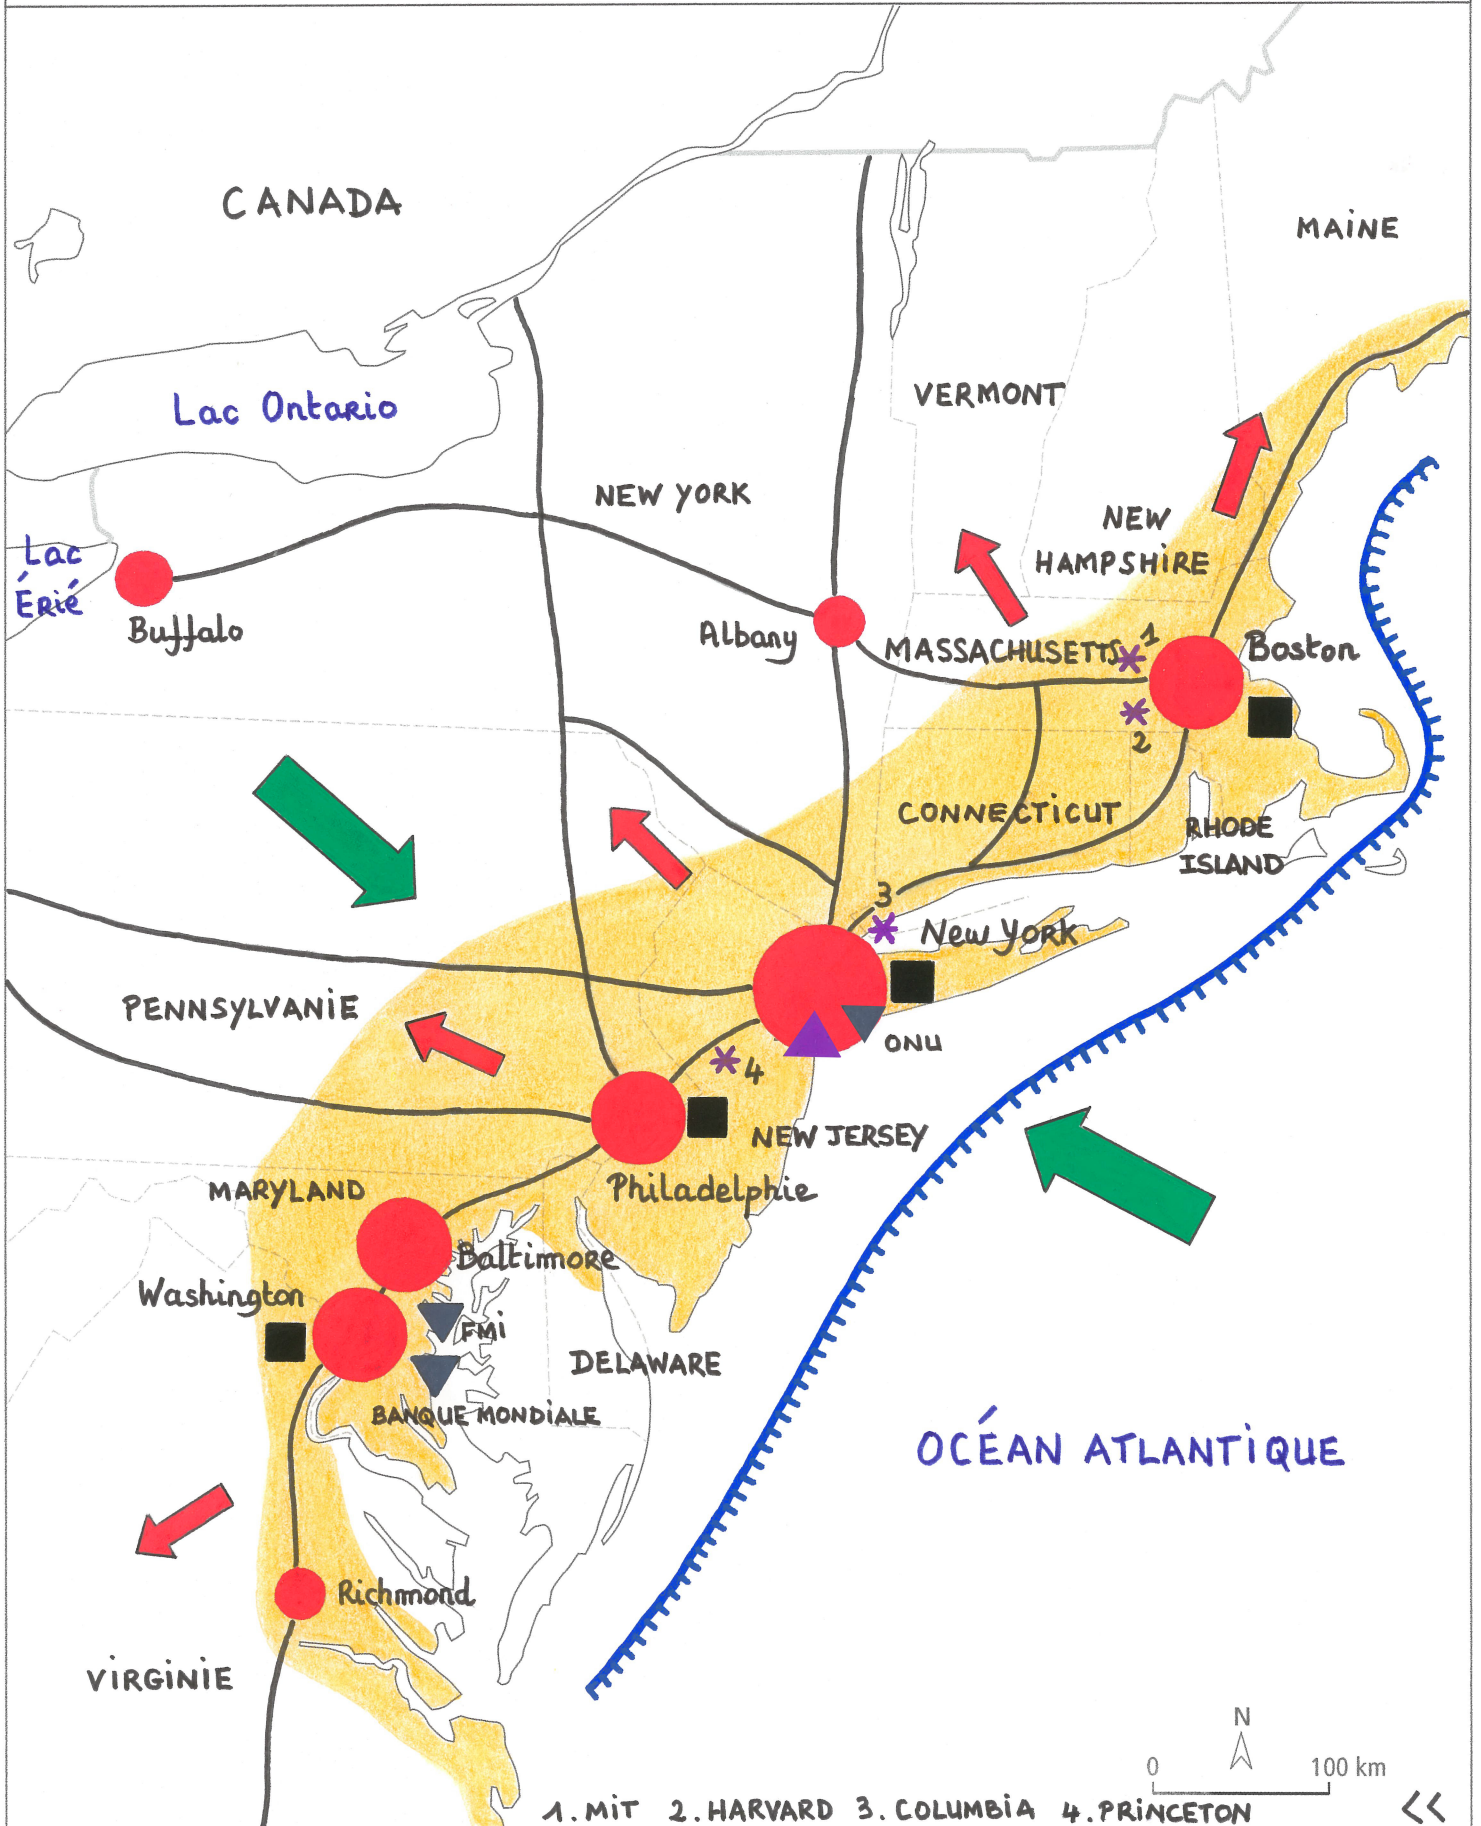 CANADA
MAINE
Lac Ontario
VERMONT
NEW YORK
NEW
HAMPSHIRE
Lac
Érié
Buffalo
Albany
MASSACHUSETTS
1
Boston
2
CONNECTICUT
RHODE
ISLAND
3
New York
PENNSYLVANIE
ONU
4
NEW JERSEY
Philadelphie
MARYLAND
Baltimore
Washington
FMI
DELAWARE
BANQUE MONDIALE
OCÉAN ATLANTIQUE
Richmond
VIRGINIE
N
0 100 km
1. MIT 2. HARVARD 3. COLUMBIA 4. PRINCETON <<